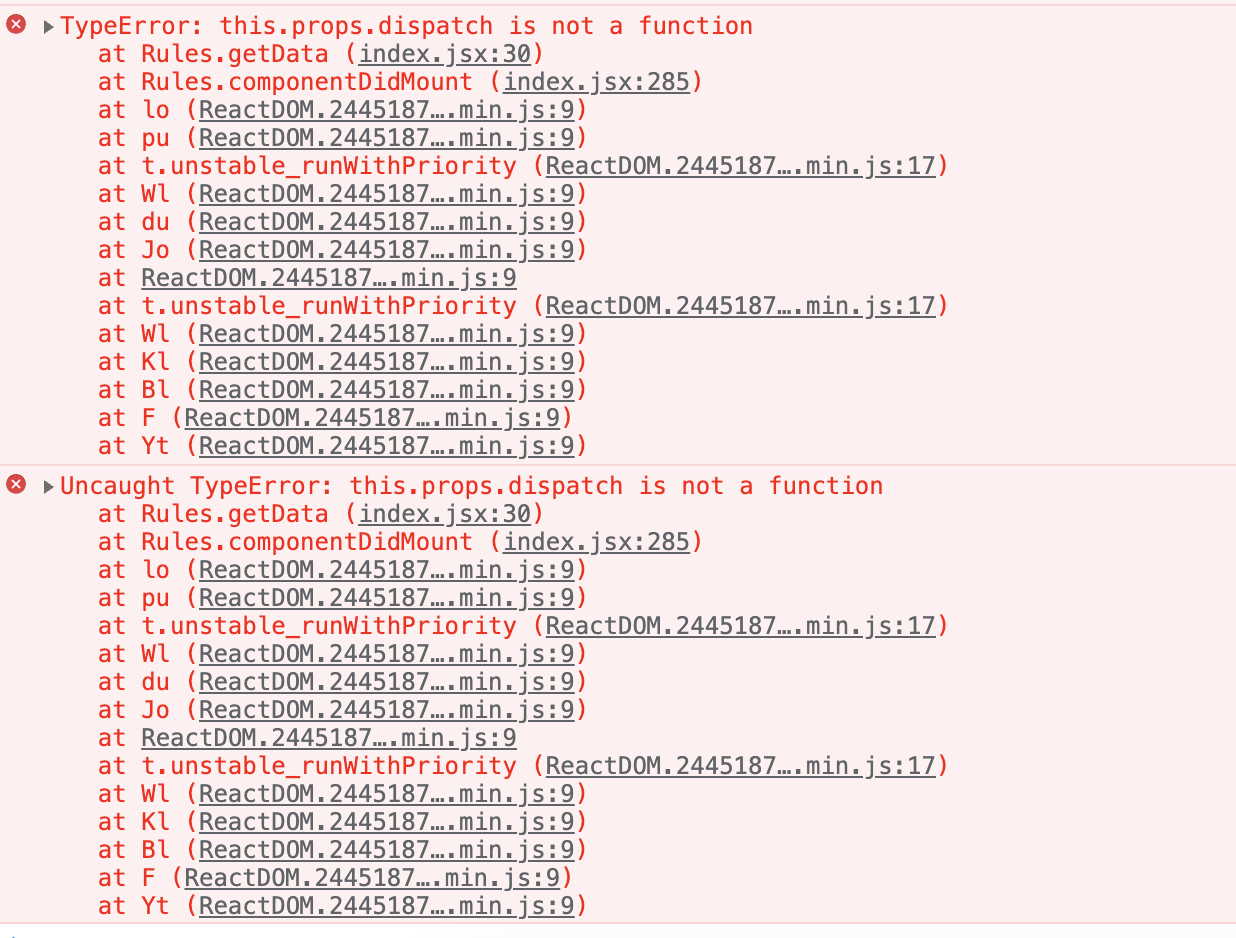 TypeError: this.props.dispatch is not a function
at Rules.getData (index.jsx:30)
at Rules.componentDidMount (index.jsx:285)
at lo (ReactDOM.2445187….min.js:9)
at pu (ReactDOM.2445187….min.js:9)
at t.unstable_runWithPriority (ReactDOM.2445187….min.js:17)
at Wl (ReactDOM.2445187….min.js:9)
at du (ReactDOM.2445187….min.js:9)
at Jo (ReactDOM.2445187….min.js:9)
at ReactDOM.2445187….min.js:9
at t.unstable_runWithPriority (ReactDOM.2445187….min.js:17)
at Wl (ReactDOM.2445187….min.js:9)
at Kl (ReactDOM.2445187….min.js:9)
at Bl (ReactDOM.2445187….min.js:9)
at F (ReactDOM.2445187….min.js:9)
at Yt (ReactDOM.2445187….min.js:9)
Uncaught TypeError: this.props.dispatch is not a function
at Rules.getData (index.jsx:30)
at Rules.componentDidMount (index.jsx:285)
at lo (ReactDOM.2445187….min.js:9)
at pu (ReactDOM.2445187….min.js:9)
at t.unstable_runWithPriority (ReactDOM.2445187….min.js:17)
at Wl (ReactDOM.2445187….min.js:9)
at du (ReactDOM.2445187….min.js:9)
at Jo (ReactDOM.2445187….min.js:9)
at ReactDOM.2445187….min.js:9
at t.unstable_runWithPriority (ReactDOM.2445187….min.js:17)
at Wl (ReactDOM.2445187….min.js:9)
at Kl (ReactDOM.2445187….min.js:9)
at Bl (ReactDOM.2445187….min.js:9)
at F (ReactDOM.2445187….min.js:9)
at Yt (ReactDOM.2445187….min.js:9)